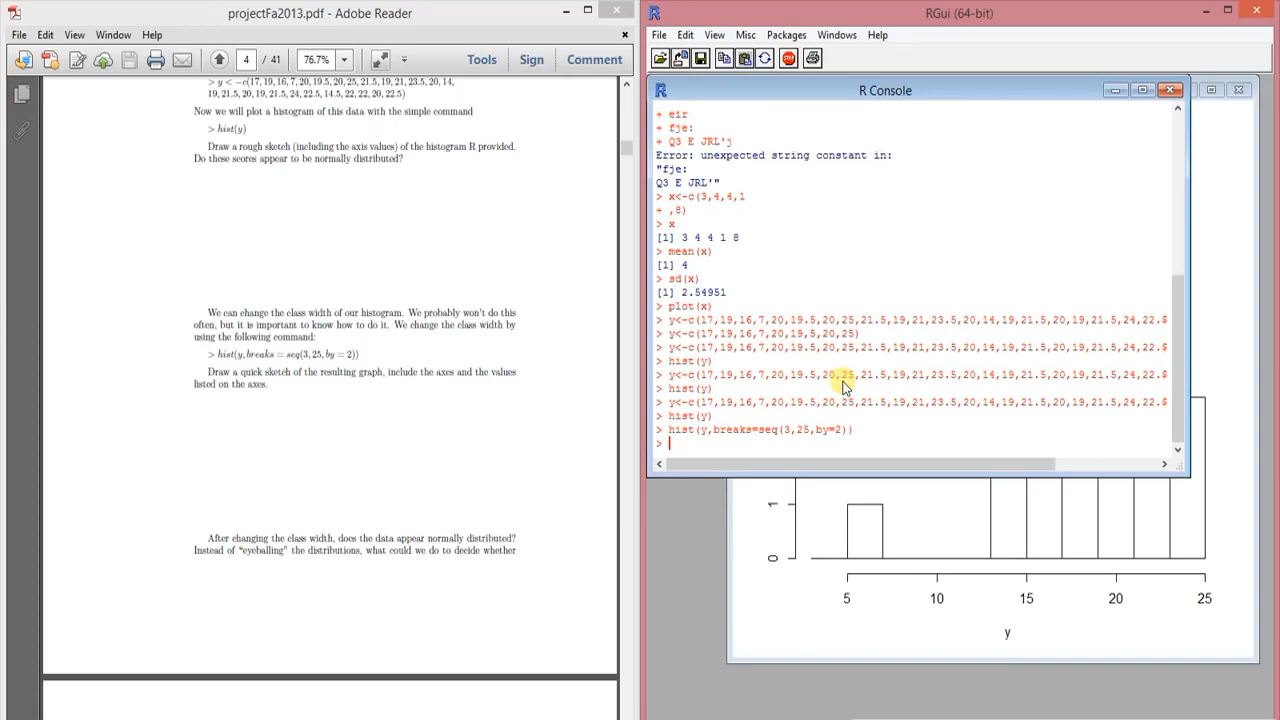 projectFa2013.pdf - Adobe Reader
File Edit View Window Help
4 / 41 76.7% Tools Sign Comment
> y < −c(17, 19, 16, 7, 20, 19.5, 20, 25, 21.5, 19, 21, 23.5, 20, 14,
19, 21.5, 20, 19, 21.5, 24, 22.5, 14.5, 22, 22, 20, 22.5)
Now we will plot a histogram of this data with the simple command
> hist(y)
Draw a rough sketch (including the axis values) of the histogram R provided.
Do these scores appear to be normally distributed?
We can change the class width of our histogram. We probably won't do this
often, but it is important to know how to do it. We change the class width by
using the following command:
> hist(y, breaks = seq(3, 25, by = 2))
Draw a quick sketch of the resulting graph, include the axes and the values
listed on the axes.
After changing the class width, does the data appear normally distributed?
Instead of "eyeballing" the distributions, what could we do to decide whether
RGui (64-bit)
File Edit View Misc Packages Windows Help
STOP
R Console
+ eir
+ fje:
+ Q3 E JRL'j
Error: unexpected string constant in:
"fje:
Q3 E JRL'"
> x<-c(3,4,4,1
+ ,8)
> x
[1] 3 4 4 1 8
> mean(x)
[1] 4
> sd(x)
[1] 2.54951
> plot(x)
> y<-c(17,19,16,7,20,19.5,20,25,21.5,19,21,23.5,20,14,19,21.5,20,19,21.5,24,22.$
> y<-c(17,19,16,7,20,19.5,20,25)
> y<-c(17,19,16,7,20,19.5,20,25,21.5,19,21,23.5,20,14,19,21.5,20,19,21.5,24,22.$
> hist(y)
> y<-c(17,19,16,7,20,19.5,20,25,21.5,19,21,23.5,20,14,19,21.5,20,19,21.5,24,22.$
> hist(y)
> y<-c(17,19,16,7,20,19.5,20,25,21.5,19,21,23.5,20,14,19,21.5,20,19,21.5,24,22.$
> hist(y)
> hist(y,breaks=seq(3,25,by=2))
>
1
0
5 10 15 20 25
y